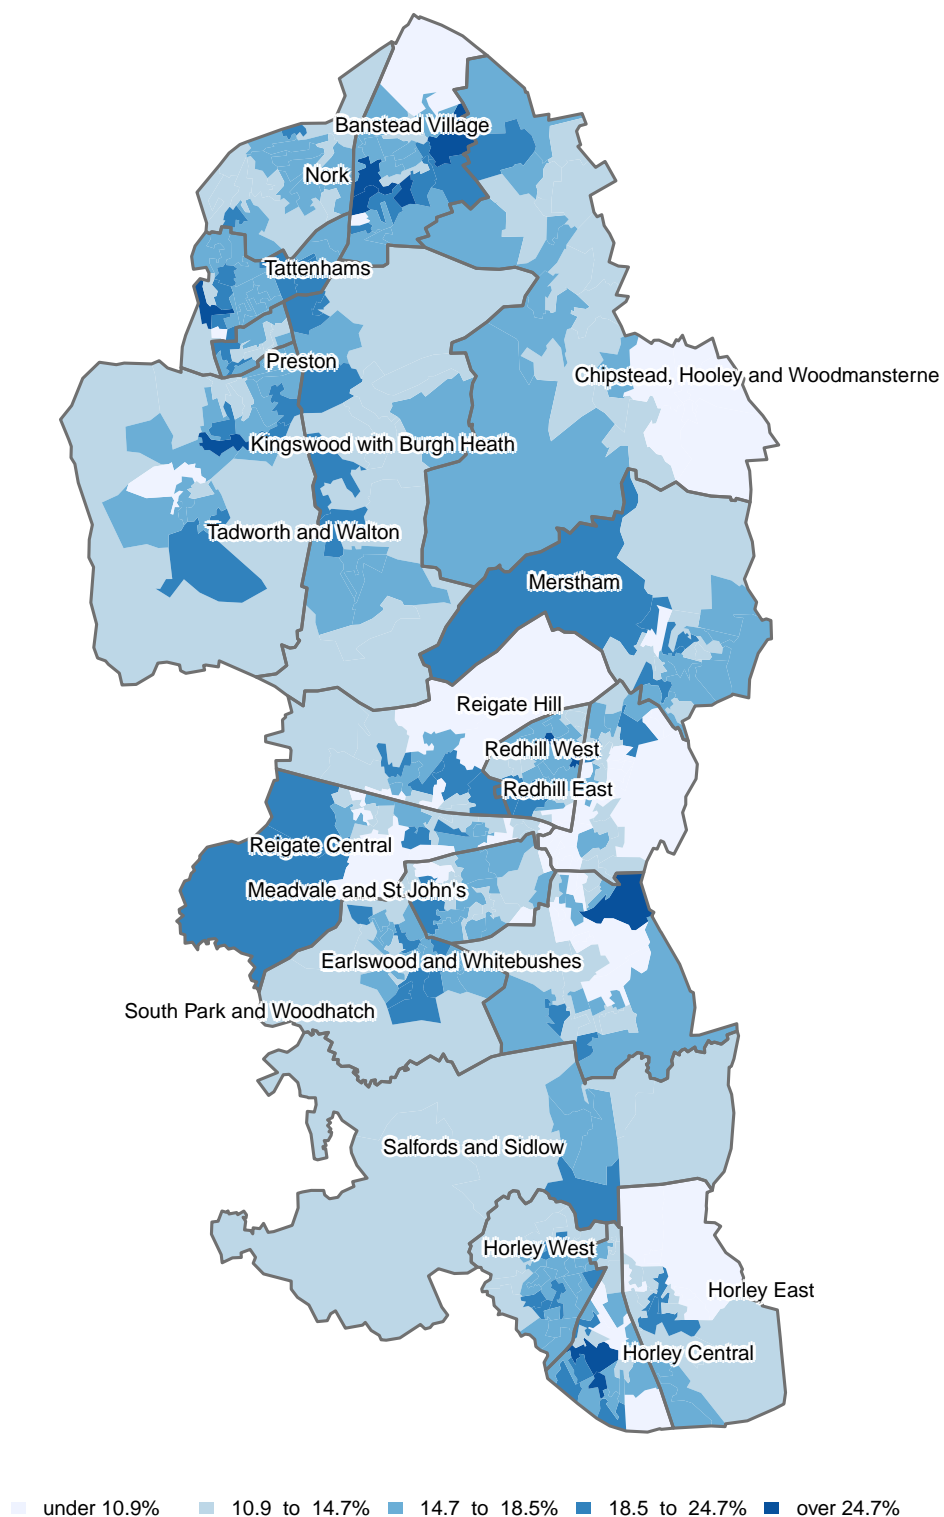 Banstead Village
Nork
Tattenhams
Preston
Chipstead, Hooley and Woodmansterne
Kingswood with Burgh Heath
Tadworth and Walton
Merstham
Reigate Hill
Redhill West
Redhill East
Reigate Central
Meadvale and St John's
Earlswood and Whitebushes
South Park and Woodhatch
Salfords and Sidlow
Horley West
Horley East
Horley Central
under 10.9% 10.9 to 14.7% 14.7 to 18.5% 18.5 to 24.7% over 24.7%